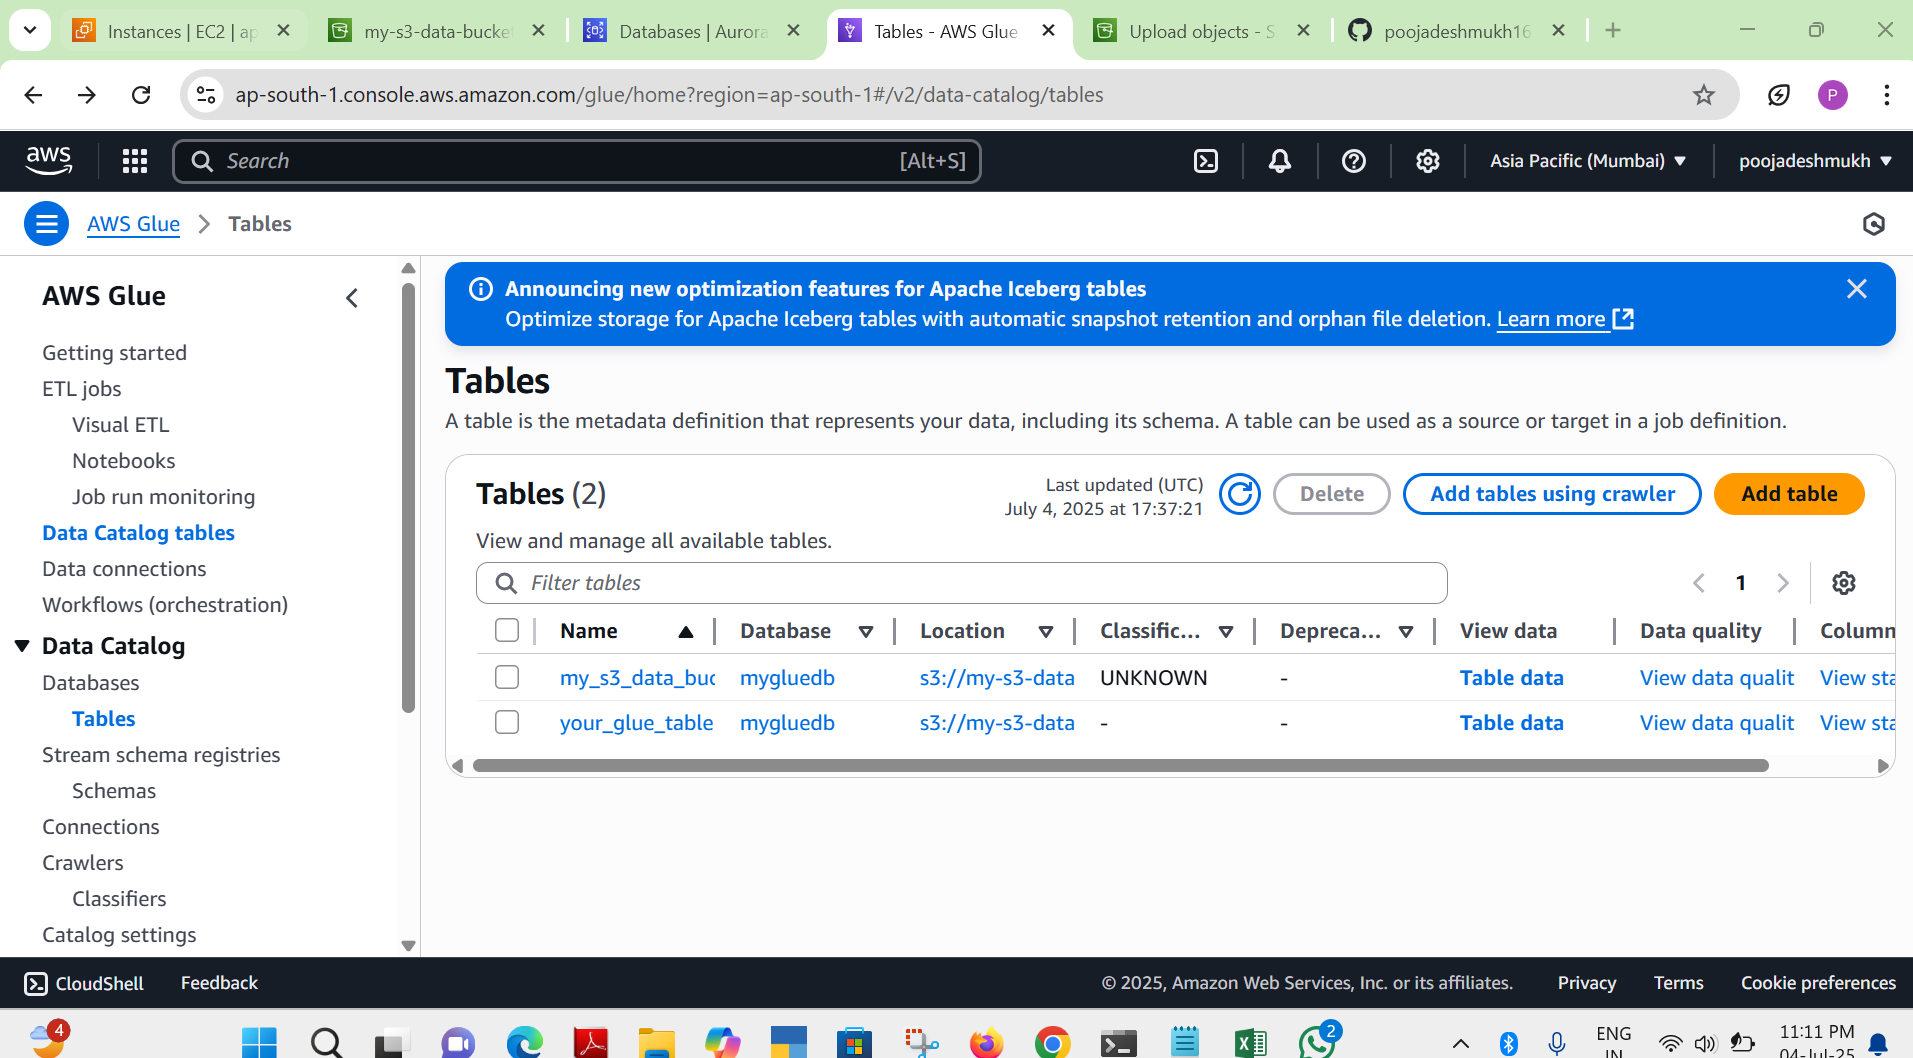 Instances | EC2 | ap
my-s3-data-bucket
Databases | Aurora
Tables - AWS Glue
Upload objects - S
poojadeshmukh16
ap-south-1.console.aws.amazon.com/glue/home?region=ap-south-1#/v2/data-catalog/tables
P
aws
Search
[Alt+S]
Asia Pacific (Mumbai)
poojadeshmukh
AWS Glue
Tables
AWS Glue
Getting started
ETL jobs
Visual ETL
Notebooks
Job run monitoring
Data Catalog tables
Data connections
Workflows (orchestration)
Data Catalog
Databases
Tables
Stream schema registries
Schemas
Connections
Crawlers
Classifiers
Catalog settings
Announcing new optimization features for Apache Iceberg tables
Optimize storage for Apache Iceberg tables with automatic snapshot retention and orphan file deletion. Learn more
Tables
A table is the metadata definition that represents your data, including its schema. A table can be used as a source or target in a job definition.
Tables (2)
Last updated (UTC)
July 4, 2025 at 17:37:21
Delete
Add tables using crawler
Add table
View and manage all available tables.
Filter tables
1
Name Database Location Classific... Depreca... View data Data quality Column
my_s3_data_buc mygluedb s3://my-s3-data UNKNOWN - Table data View data qualit View sta
your_glue_table mygluedb s3://my-s3-data - - Table data View data qualit View sta
CloudShell Feedback © 2025, Amazon Web Services, Inc. or its affiliates. Privacy Terms Cookie preferences
4
2
ENG
IN
11:11 PM
04-Jul-25